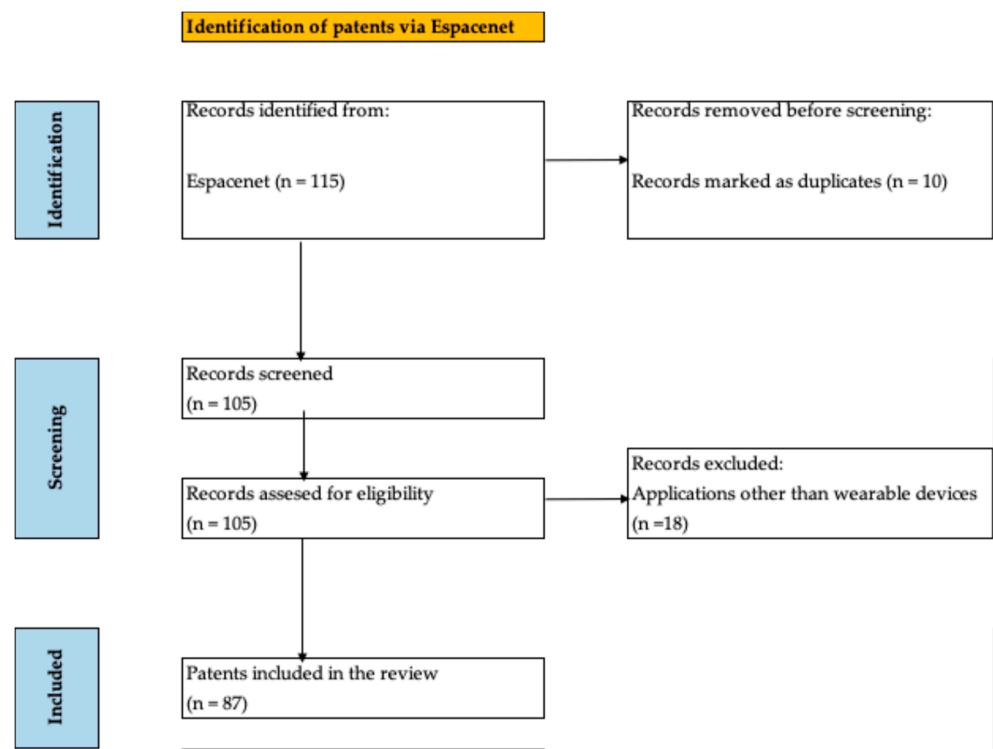 Identification of patents via Espacenet
Identification
Records identified from:
Espacenet (n = 115)
Records removed before screening:
Records marked as duplicates (n = 10)
Screening
Records screened
(n = 105)
Records assesed for eligibility
(n = 105)
Records excluded:
Applications other than wearable devices
(n =18)
Included
Patents included in the review
(n = 87)